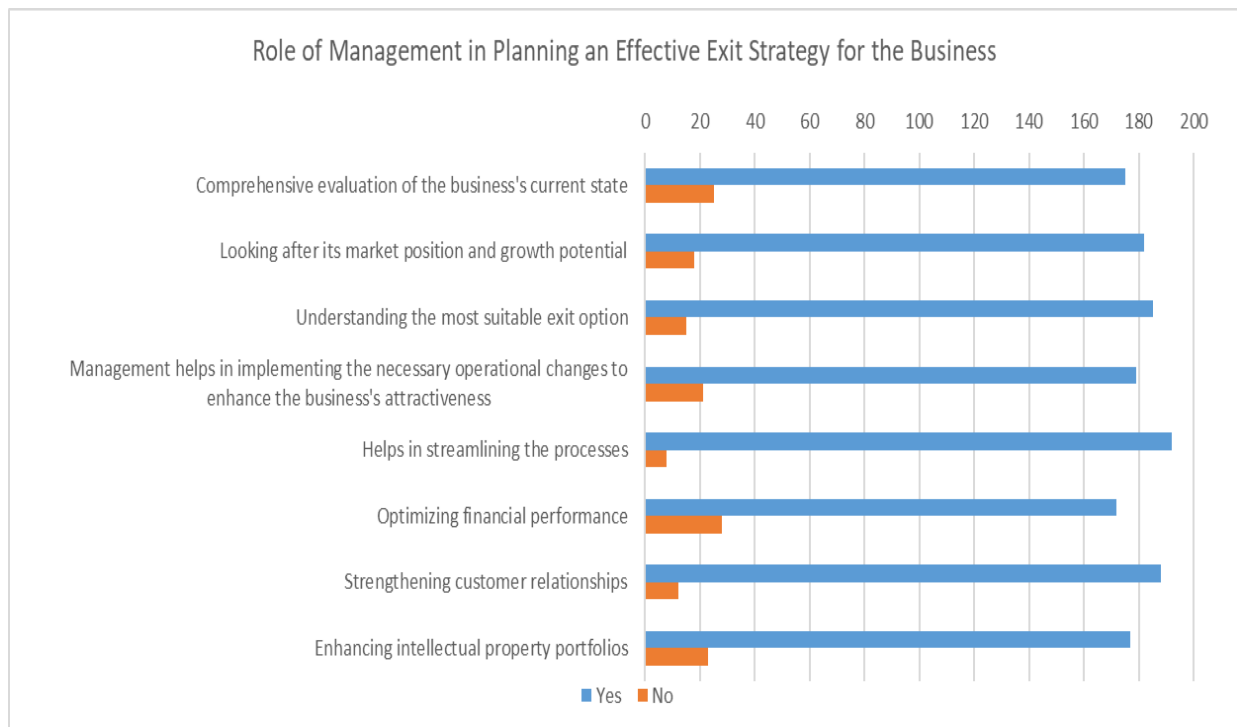 Role of Management in Planning an Effective Exit Strategy for the Business
0 20 40 60 80 100 120 140 160 180 200
Comprehensive evaluation of the business's current state
Looking after its market position and growth potential
Understanding the most suitable exit option
Management helps in implementing the necessary operational changes to
enhance the business's attractiveness
Helps in streamlining the processes
Optimizing financial performance
Strengthening customer relationships
Enhancing intellectual property portfolios
Yes No